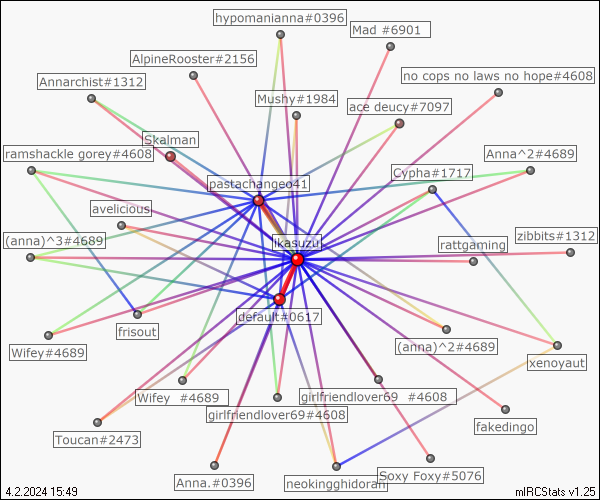 hypomanianna#0396
Mad #6901
AlpineRooster#2156
no cops no laws no hope#4608
Annarchist#1312
Mushy#1984
ace deucy#7097
Skalman
ramshackle gorey#4608
Anna^2#4689
Cypha#1717
pastachangeo41
avelicious
zibbits#1312
(anna)^3#4689
likasuzu
rattgaming
default#0617
frisout
(anna)^2#4689
Wifey#4689
xenoyaut
Wifey #4689
girlfriendlover69 #4608
girlfriendlover69#4608
fakedingo
Toucan#2473
Anna.#0396
neokingghidorah
Soxy Foxy#5076
4.2.2024 15:49
mIRCStats v1.25